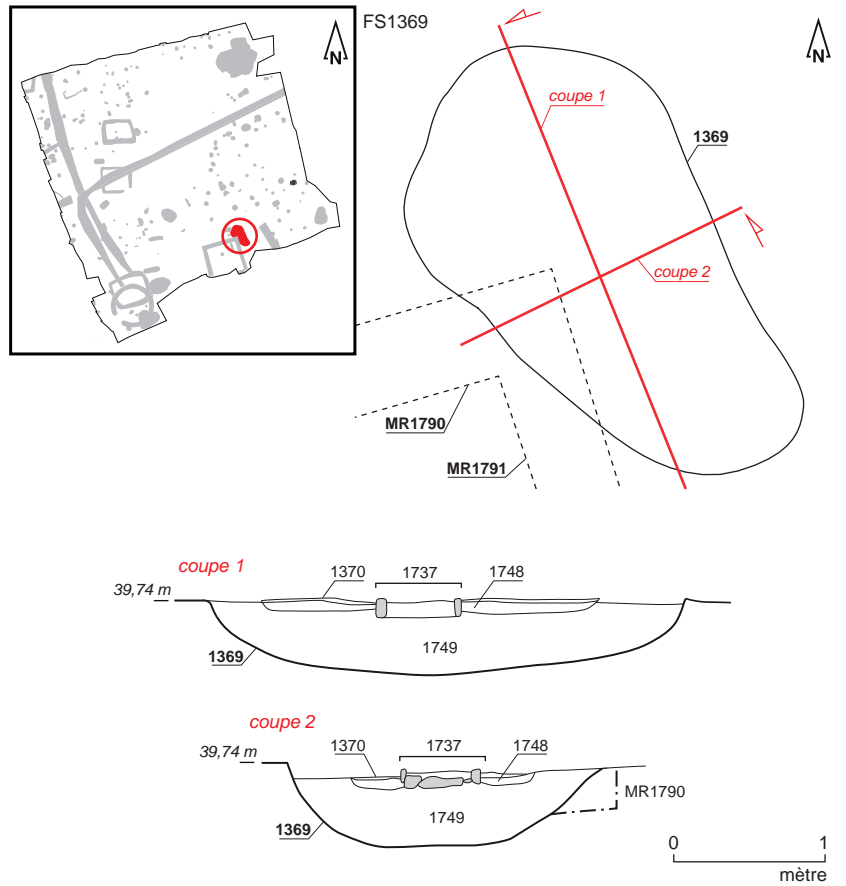 N
FS1369
N
coupe 1
1369
coupe 2
MR1790
MR1791
coupe 1
1370
1737
1748
39,74 m
1369
1749
coupe 2
39,74 m
1370
1737
1748
MR1790
1369
1749
0 1
mètre